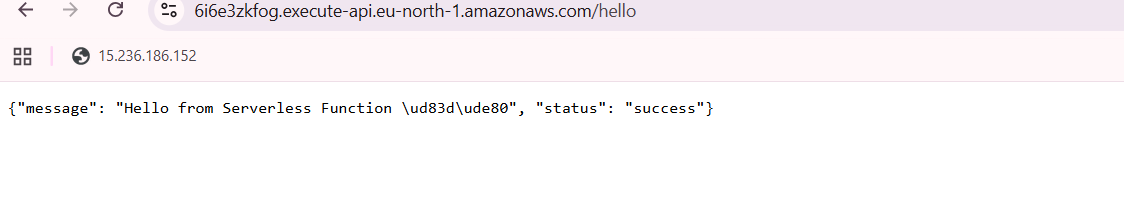 6i6e3zkfog.execute-api.eu-north-1.amazonaws.com/hello
15.236.186.152
{"message": "Hello from Serverless Function \ud83d\ude80", "status": "success"}